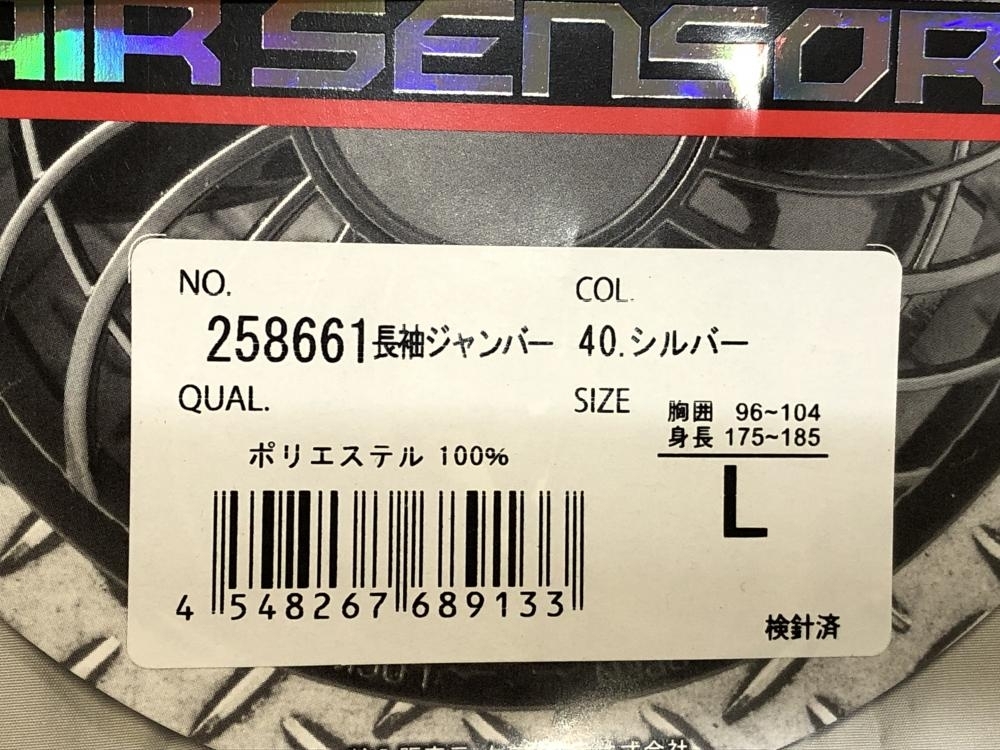 AIR SENSOR
NO.
258661長袖ジャンバー
COL.
40.シルバー
QUAL.
ポリエステル 100%
SIZE
胸囲 96~104
身長 175~185
L
4 548267 689133
検針済